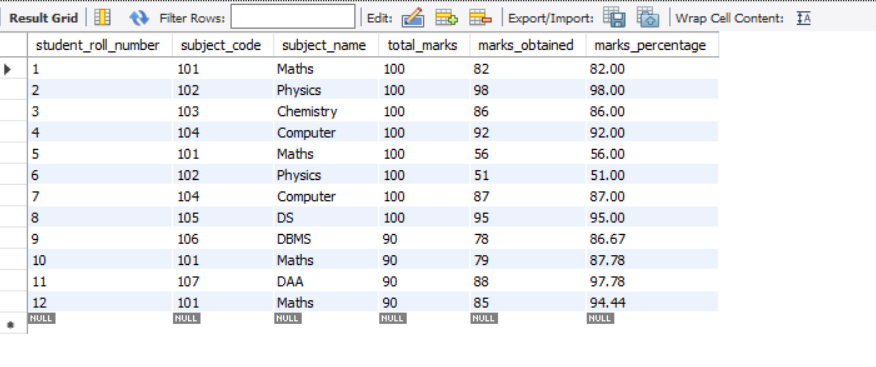 Result Grid Filter Rows: Edit: Export/Import: Wrap Cell Content: IA
student_roll_number subject_code subject_name total_marks marks_obtained marks_percentage
1 101 Maths 100 82 82.00
2 102 Physics 100 98 98.00
3 103 Chemistry 100 86 86.00
4 104 Computer 100 92 92.00
5 101 Maths 100 56 56.00
6 102 Physics 100 51 51.00
7 104 Computer 100 87 87.00
8 105 DS 100 95 95.00
9 106 DBMS 90 78 86.67
10 101 Maths 90 79 87.78
11 107 DAA 90 88 97.78
12 101 Maths 90 85 94.44
NULL NULL NULL NULL NULL NULL